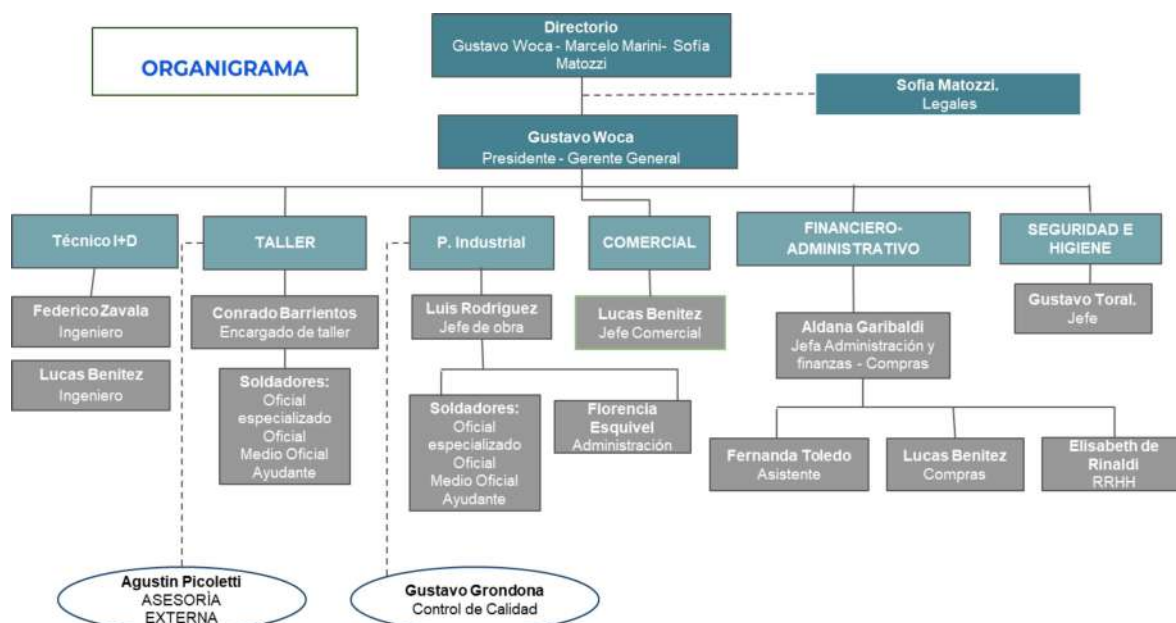 ORGANIGRAMA
Directorio
Gustavo Woca - Marcelo Marini- Sofía
Matozzi
Sofia Matozzi.
Legales
Gustavo Woca
Presidente - Gerente General
Técnico I+D
TALLER
P. Industrial
COMERCIAL
FINANCIERO-
ADMINISTRATIVO
SEGURIDAD E
HIGIENE
Federico Zavala
Ingeniero
Lucas Benitez
Ingeniero
Conrado Barrientos
Encargado de taller
Soldadores:
Oficial
especializado
Oficial
Medio Oficial
Ayudante
Luis Rodriguez
Jefe de obra
Soldadores:
Oficial
especializado
Oficial
Medio Oficial
Ayudante
Florencia
Esquivel
Administración
Lucas Benitez
Jefe Comercial
Aldana Garibaldi
Jefa Administración y
finanzas - Compras
Fernanda Toledo
Asistente
Lucas Benitez
Compras
Elisabeth de
Rinaldi
RRHH
Gustavo Toral.
Jefe
Agustin Picoletti
ASESORÌA
EXTERNA
Gustavo Grondona
Control de Calidad